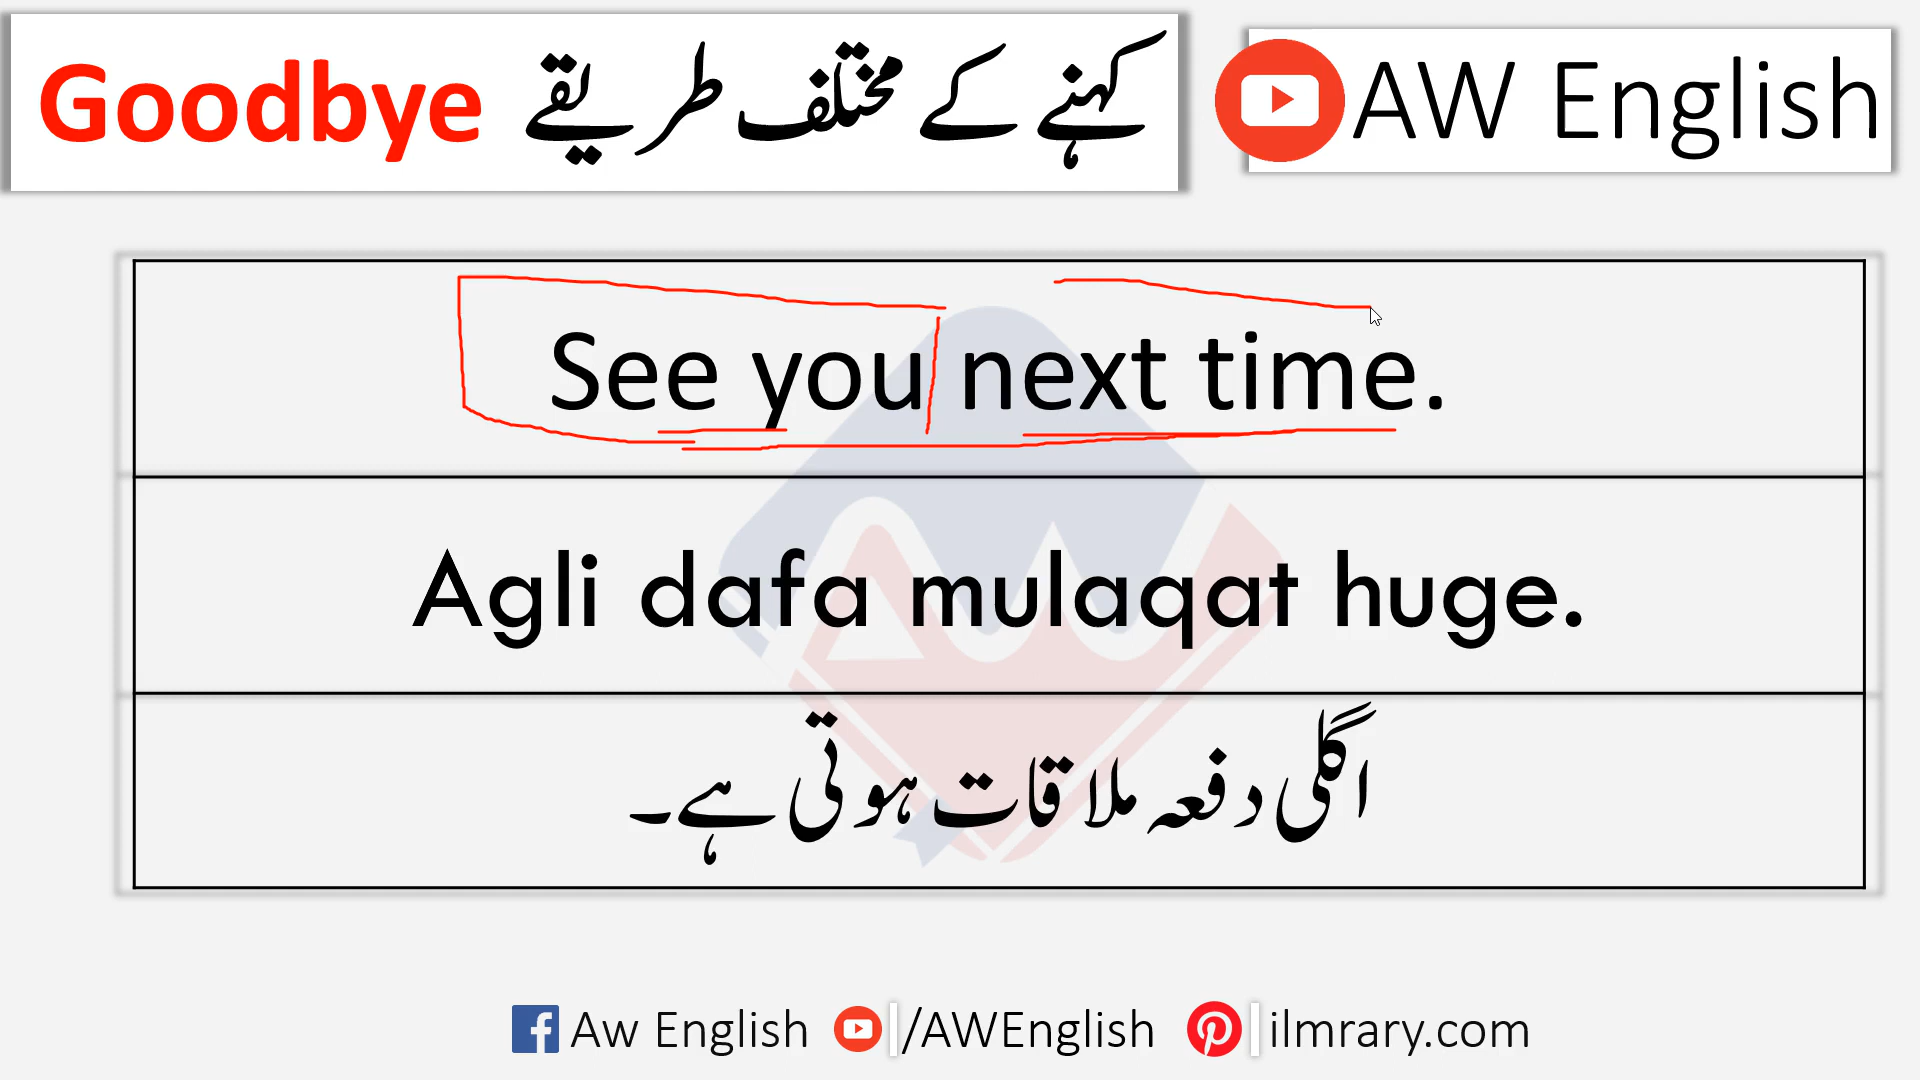 Goodbye کہنے کے مختلف طریقے
AW English
See you next time.
Agli dafa mulaqat huge.
اگلی دفعہ ملاقات ہوتی ہے۔
Aw English /AWEnglish ilmrary.com